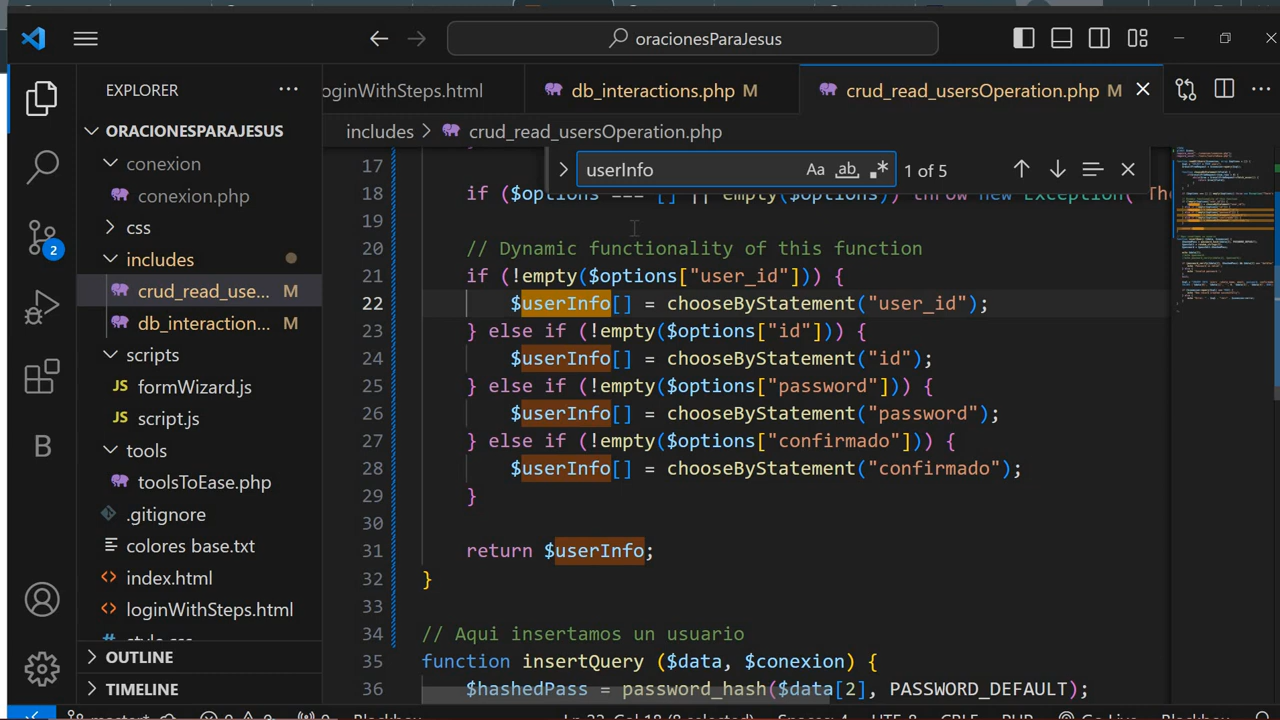 oracionesParaJesus
EXPLORER
ORACIONESPARAJESUS
conexion
conexion.php
css
includes
crud_read_use... M
db_interaction... M
scripts
JS formWizard.js
JS script.js
tools
toolsToEase.php
.gitignore
colores base.txt
index.html
loginWithSteps.html
OUTLINE
TIMELINE
2
oginWithSteps.html
db_interactions.php M
crud_read_usersOperation.php M
includes > crud_read_usersOperation.php
userInfo Aa ab 1 of 5
17
18 if ($options === [] || empty($options)) throw new Exception("The
19
20 // Dynamic functionality of this function
21 if (!empty($options["user_id"])) {
22 $userInfo[] = chooseByStatement("user_id");
23 } else if (!empty($options["id"])) {
24 $userInfo[] = chooseByStatement("id");
25 } else if (!empty($options["password"])) {
26 $userInfo[] = chooseByStatement("password");
27 } else if (!empty($options["confirmado"])) {
28 $userInfo[] = chooseByStatement("confirmado");
29 }
30
31 return $userInfo;
32 }
33
34 // Aqui insertamos un usuario
35 function insertQuery ($data, $conexion) {
36 $hashedPass = password_hash($data[2], PASSWORD_DEFAULT);